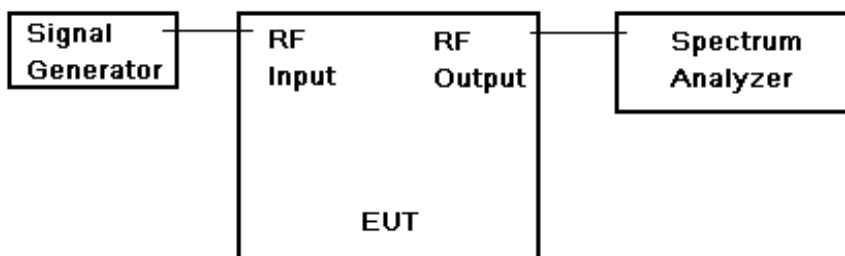 Signal
Generator
RF
Input
RF
Output
Spectrum
Analyzer
EUT